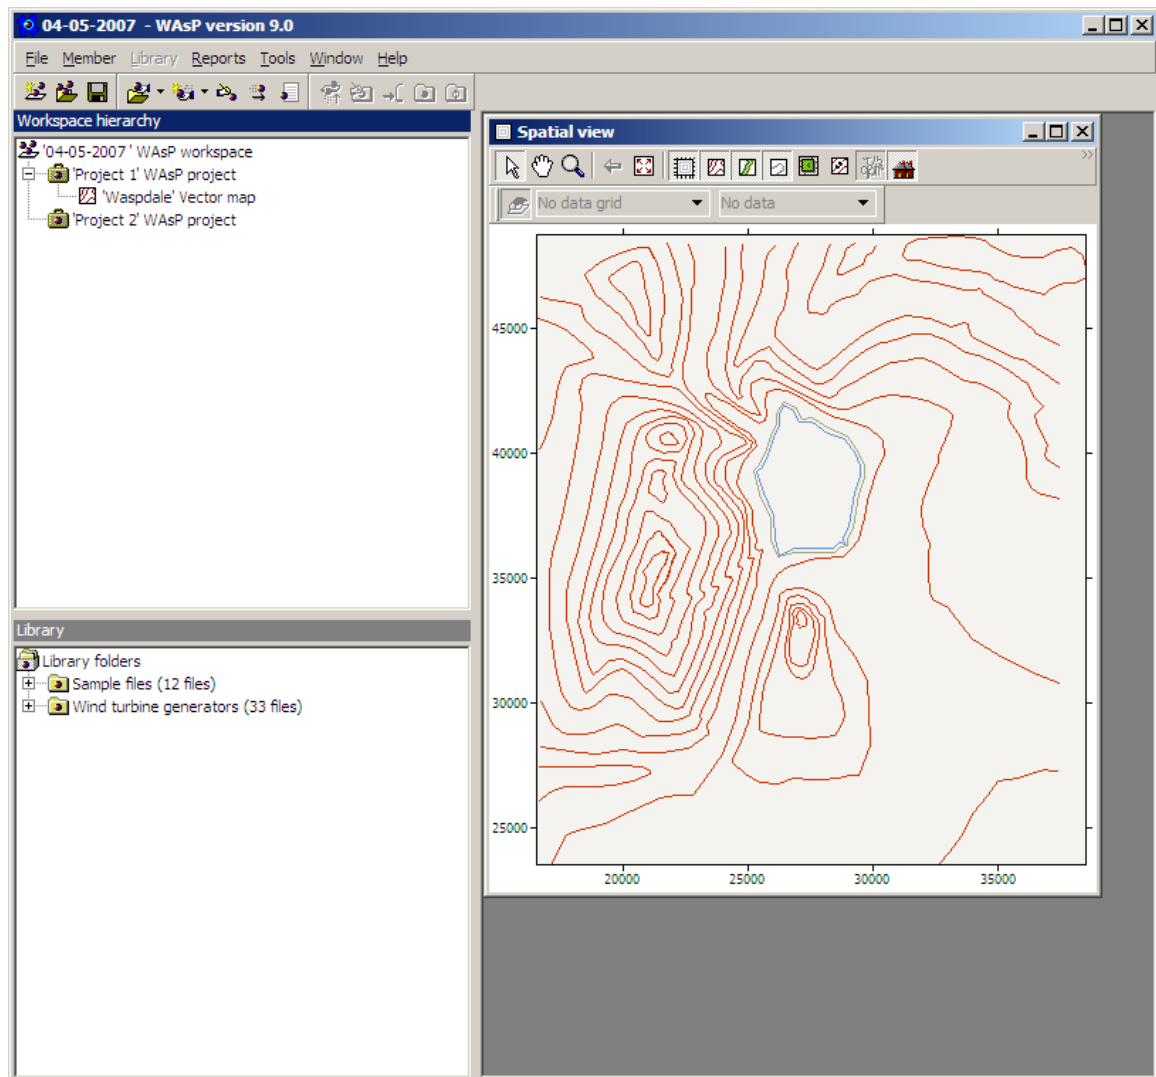 04-05-2007 - WAsP version 9.0
File Member Library Reports Tools Window Help
Workspace hierarchy
'04-05-2007 ' WAsP workspace
'Project 1' WAsP project
'Waspdale' Vector map
'Project 2' WAsP project
Library
Library folders
Sample files (12 files)
Wind turbine generators (33 files)
Spatial view
No data grid
No data
45000
40000
35000
30000
25000
20000
25000
30000
35000